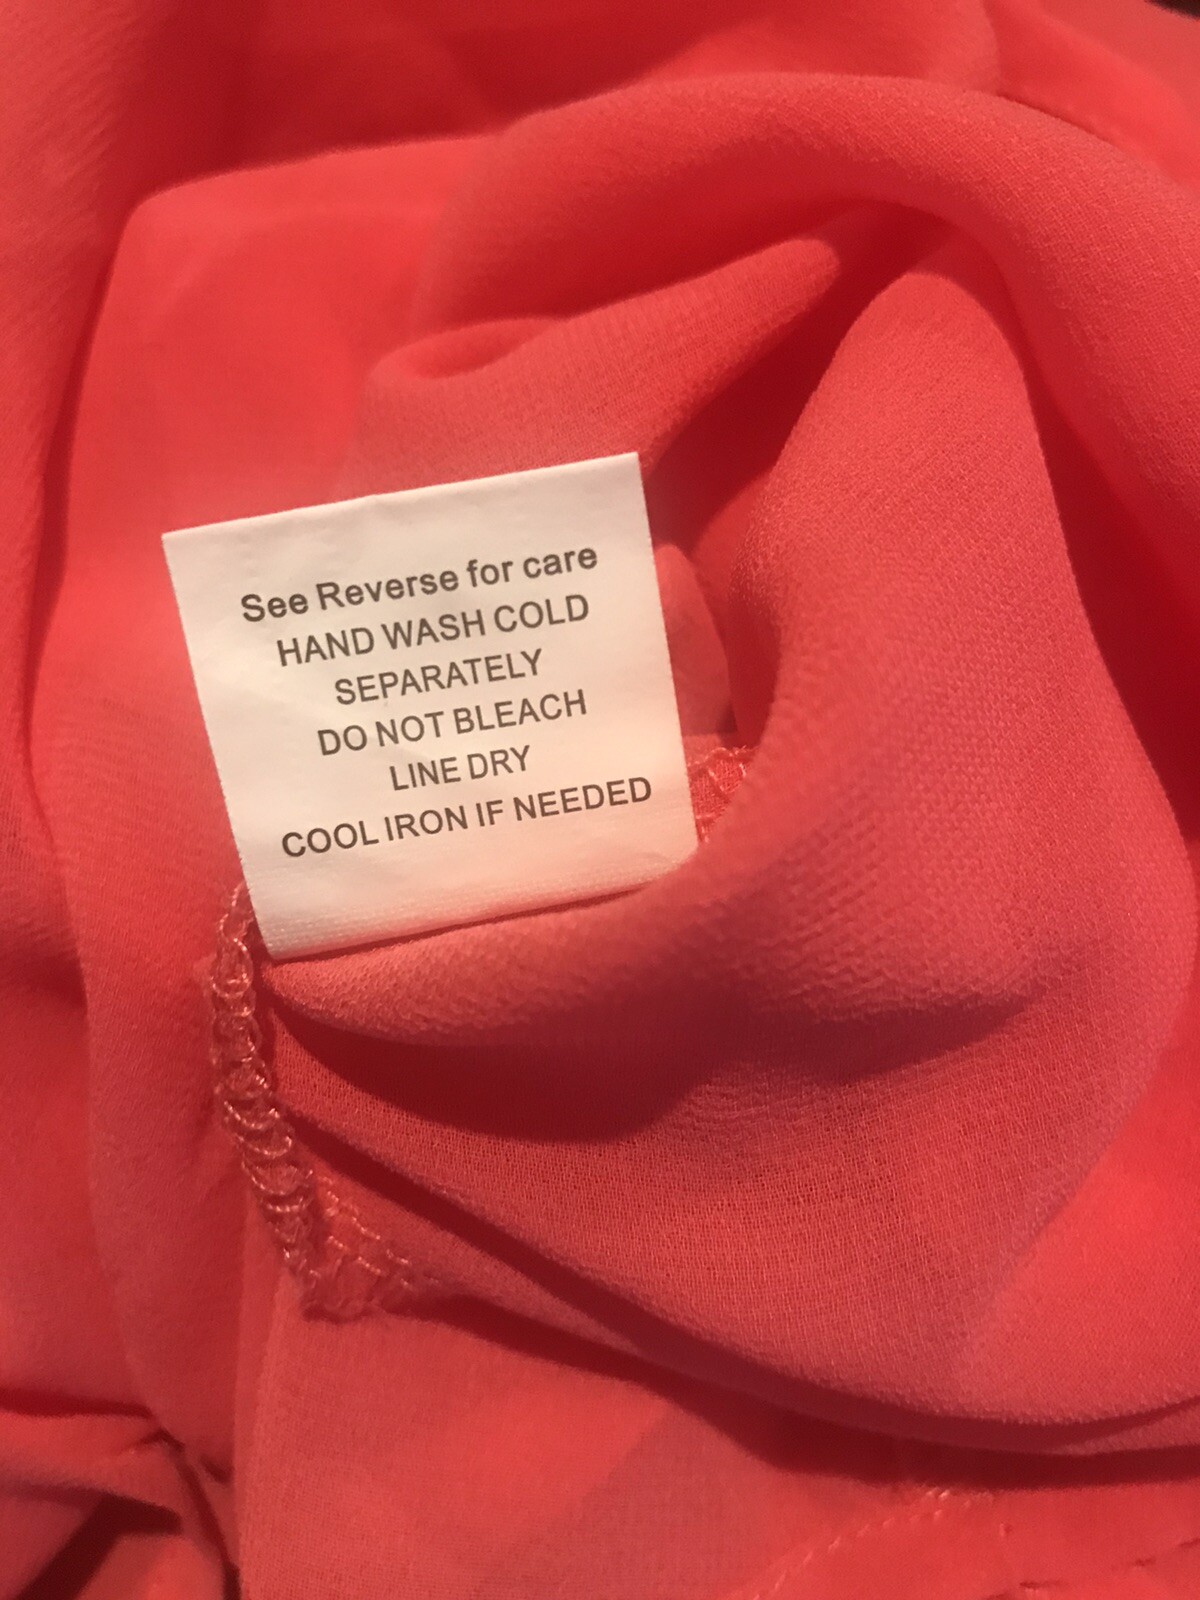 See Reverse for care
HAND WASH COLD
SEPARATELY
DO NOT BLEACH
LINE DRY
COOL IRON IF NEEDED